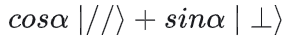 cosα |//⟩ + sinα | ⊥⟩